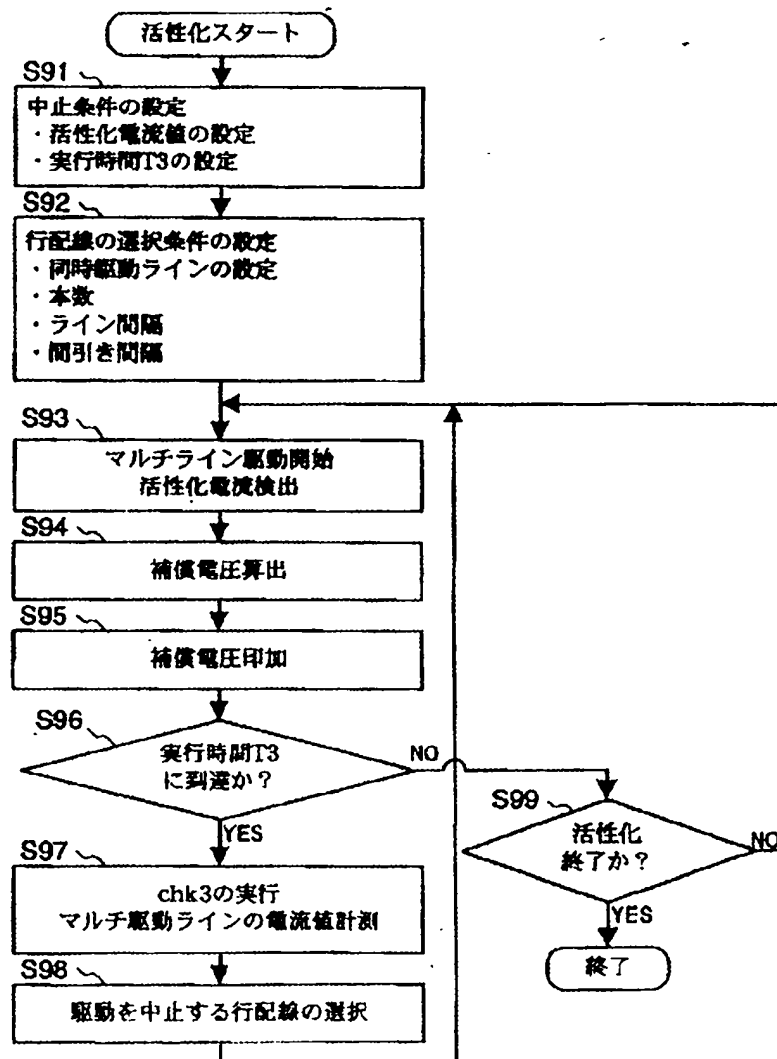 活性化スタート
S91
中止条件の設定
・活性化電流値の設定
・実行時間T3の設定
S92
行配線の選択条件の設定
・同時駆動ラインの設定
・本数
・ライン間隔
・間引き間隔
S93
マルチライン駆動開始
活性化電流検出
S94
補償電圧算出
S95
補償電圧印加
S96
実行時間T3
に到達か?
NO
YES
S99
活性化
終了か?
NO
YES
終了
S97
chk3の実行
マルチ駆動ラインの電流値計測
S98
駆動を中止する行配線の選択